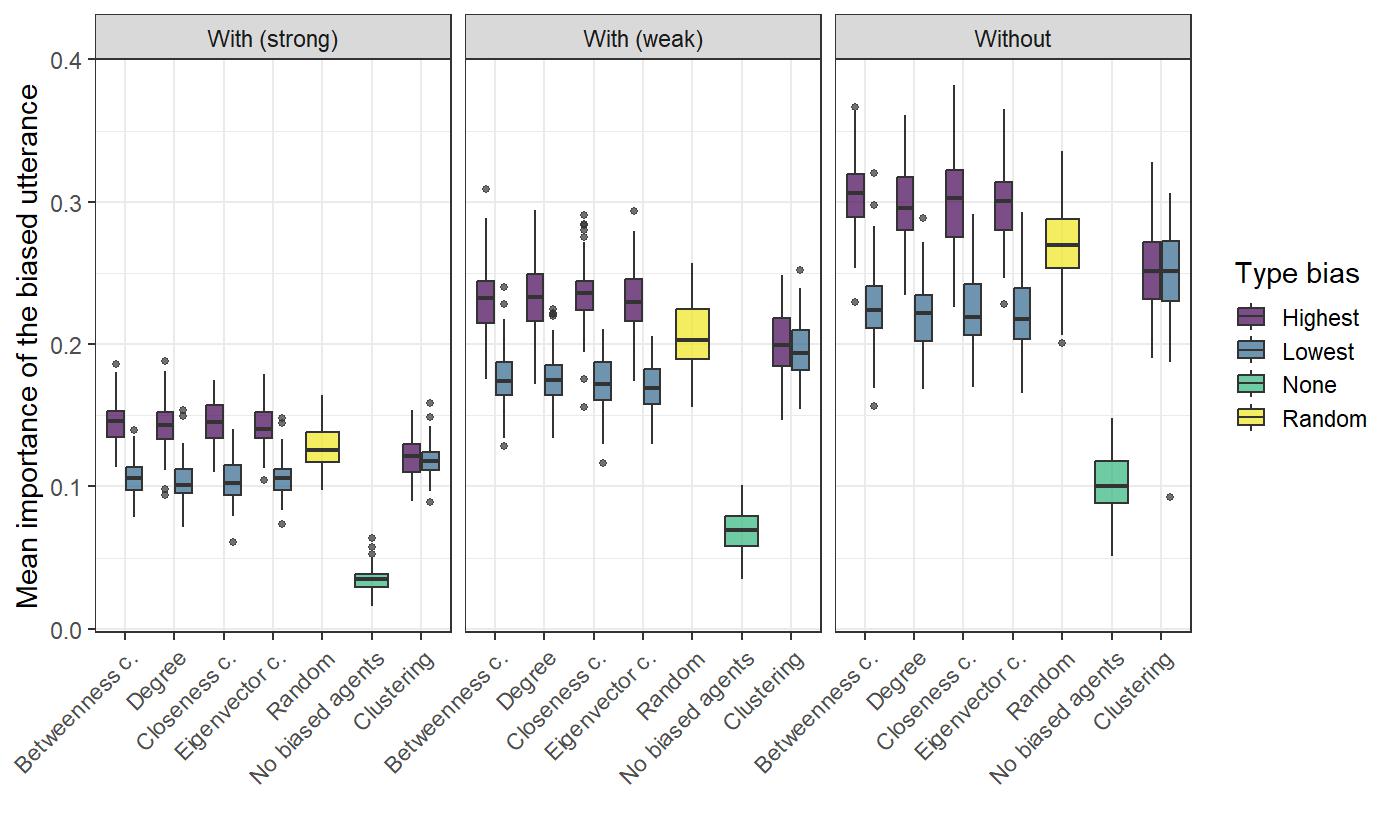 With (strong)
With (weak)
Without
Mean importance of the biased utterance
0.4
0.3
0.2
0.1
0.0
Betweenness c.
Degree
Closeness c.
Eigenvector c.
Random
No biased agents
Clustering
Betweenness c.
Degree
Closeness c.
Eigenvector c.
Random
No biased agents
Clustering
Betweenness c.
Degree
Closeness c.
Eigenvector c.
Random
No biased agents
Clustering
Type bias
Highest
Lowest
None
Random